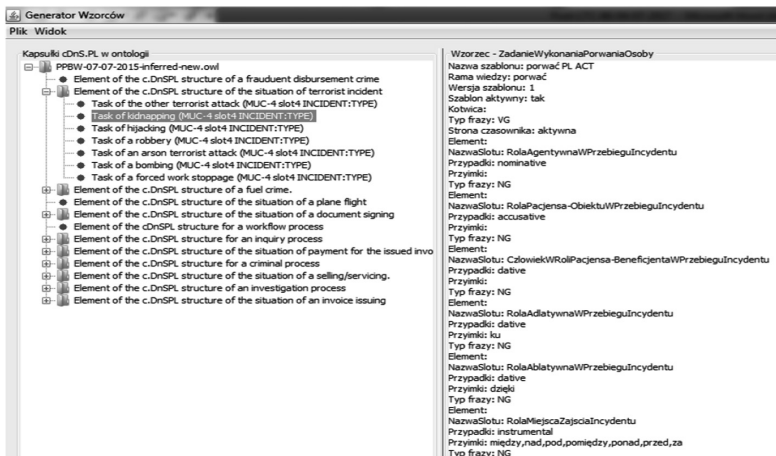 Generator Wzorców
Plik Widok
Kapsułki cDnS.PL w ontologii
PPBW-07-07-2015-inferred-new.owl
Element of the c.DnSPL structure of a frauduent disbursement crime
Element of the c.DnSPL structure of the situation of terrorist incident
Task of the other terrorist attack (MUC-4 slot4 INCIDENT:TYPE)
Task of kidnapping (MUC-4 slot4 INCIDENT:TYPE)
Task of hijacking (MUC-4 slot4 INCIDENT:TYPE)
Task of a robbery (MUC-4 slot4 INCIDENT:TYPE)
Task of an arson terrorist attack (MUC-4 slot4 INCIDENT:TYPE)
Task of a bombing (MUC-4 slot4 INCIDENT:TYPE)
Task of a forced work stoppage (MUC-4 slot4 INCIDENT:TYPE)
Element of the c.DnSPL structure of a fuel crime.
Element of the c.DnSPL structure of the situation of a plane flight
Element of the c.DnSPL structure of the situation of a document signing
Element of the cDnSPL structure for a workflow process
Element of the c.DnSPL structure for an inquiry process
Element of the c.DnSPL structure of the situation of payment for the issued invo
Element of the c.DnSPL structure for a criminal process
Element of the c.DnSPL structure of the situation of a selling/servicing.
Element of the c.DnSPL structure of an investigation process
Element of the c.DnSPL structure of the situation of an invoice issuing
Wzorzec - ZadanieWykonaniaPorwaniaOsoby
Nazwa szablonu: porwać PL ACT
Rama wiedzy: porwać
Wersja szablonu: 1
Szablon aktywny: tak
Kotwica:
Typ frazy: VG
Strona czasownika: aktywna
Element:
NazwaSlotu: RolaAgentywnaWPrzebieguIncydentu
Przypadki: nominative
Przyimki:
Typ frazy: NG
Element:
NazwaSlotu: RolaPacjensa-ObiektuWPrzebieguIncydentu
Przypadki: accusative
Przyimki:
Typ frazy: NG
Element:
NazwaSlotu: CzłowiekWRoliPacjensa-BeneficjentaWPrzebieguIncydentu
Przypadki: dative
Przyimki:
Typ frazy: NG
Element:
NazwaSlotu: RolaAdlatywnaWPrzebieguIncydentu
Przypadki: dative
Przyimki: ku
Typ frazy: NG
Element:
NazwaSlotu: RolaAblatywnaWPrzebieguIncydentu
Przypadki: dative
Przyimki: dzięki
Typ frazy: NG
Element:
NazwaSlotu: RolaMiejscaZajsciaIncydentu
Przypadki: instrumental
Przyimki: między,nad,pod,pomiędzy,ponad,przed,za
Typ frazy: NG